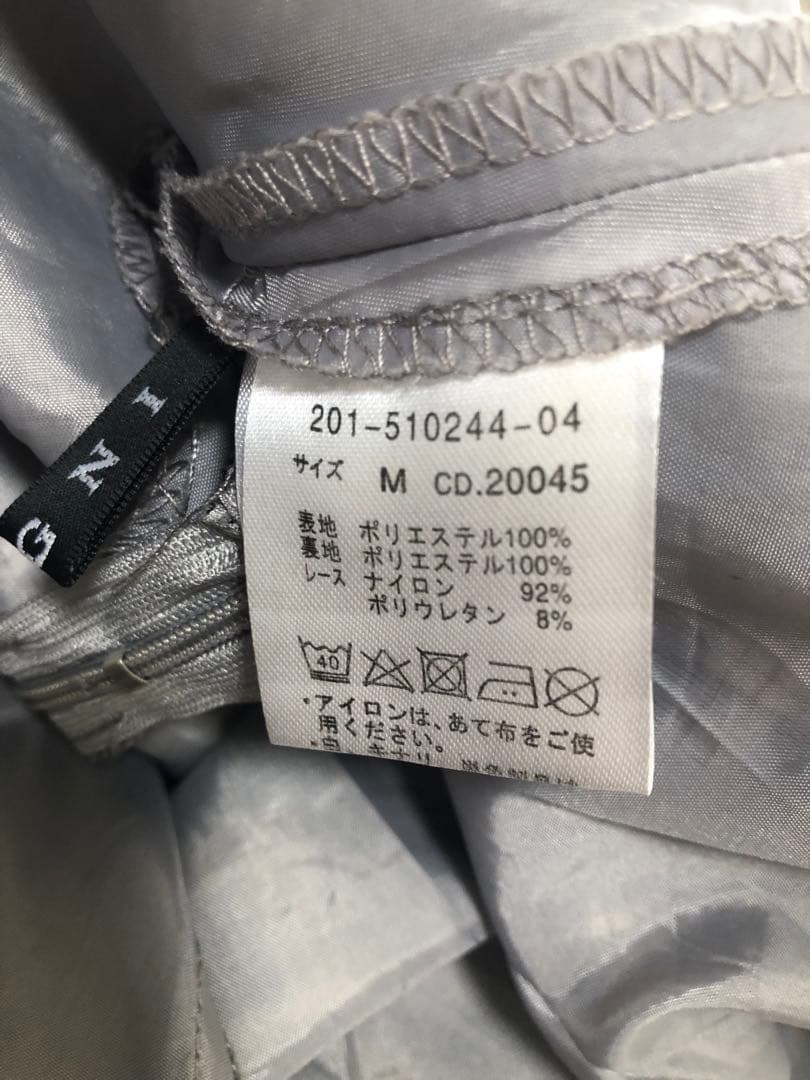 201-510244-04
サイズ M CD.20045
表地 ポリエステル100%
裏地 ポリエステル100%
レース ナイロン 92%
ポリウレタン 8%
40
・アイロンは、あて布をご使
用ください。
GNI